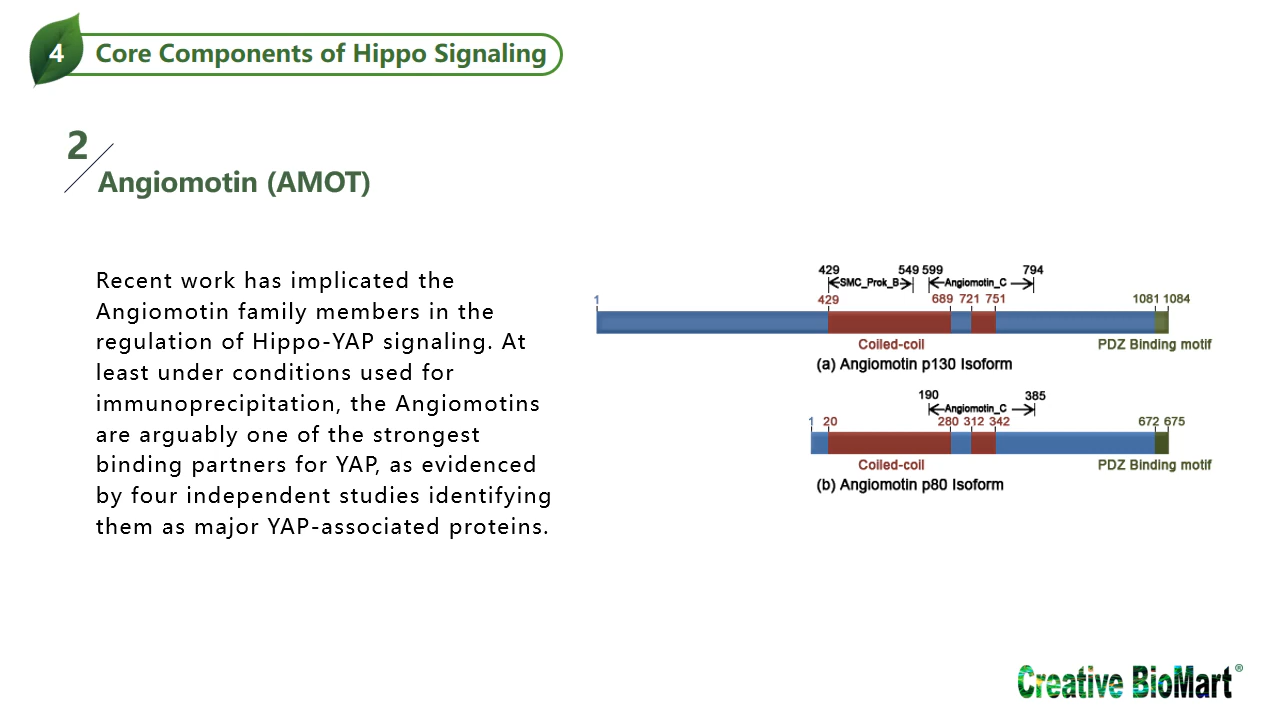 4
Core Components of Hippo Signaling
2
Angiomotin (AMOT)
Recent work has implicated the
Angiomotin family members in the
regulation of Hippo-YAP signaling. At
least under conditions used for
immunoprecipitation, the Angiomotins
are arguably one of the strongest
binding partners for YAP, as evidenced
by four independent studies identifying
them as major YAP-associated proteins.
429 549 599 794
SMC_Prok_B Angiomotin_C
1 429 689 721 751 1081 1084
Coiled-coil PDZ Binding motif
(a) Angiomotin p130 Isoform
190 385
Angiomotin_C
1 20 280 312 342 672 675
Coiled-coil PDZ Binding motif
(b) Angiomotin p80 Isoform
Creative BioMart®